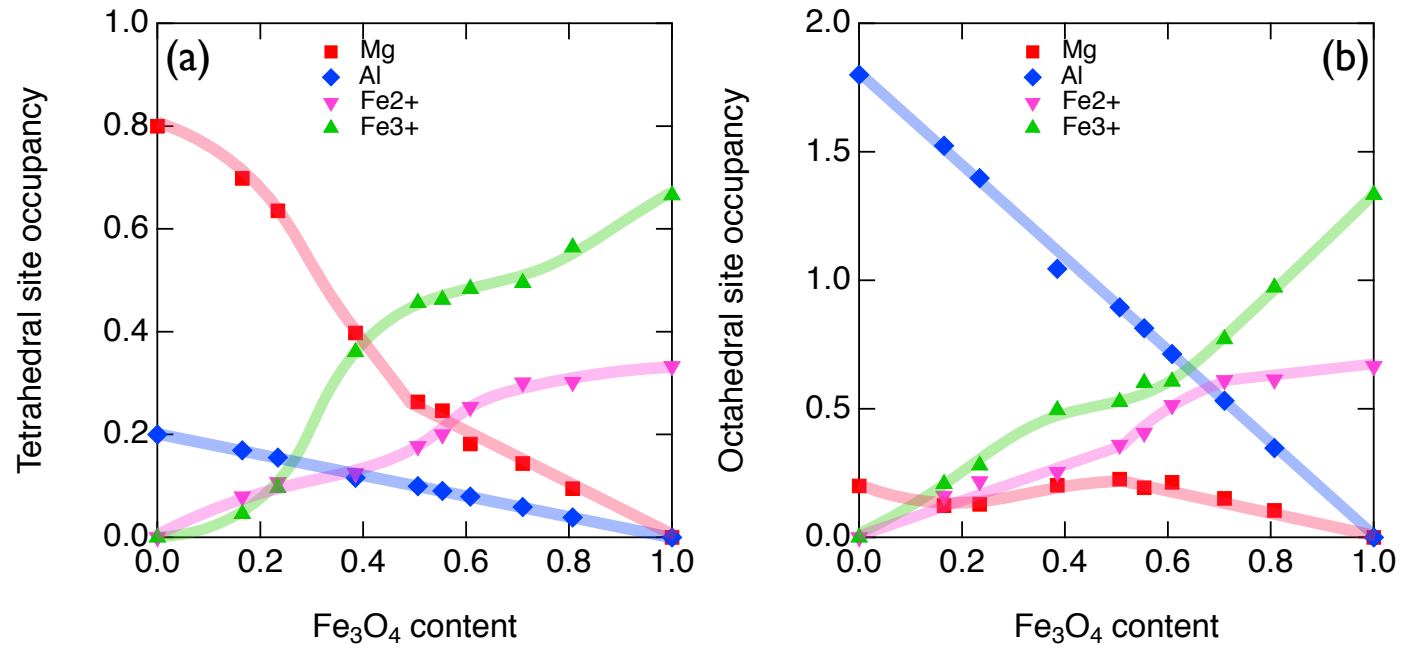 (a)
Mg
Al
Fe2+
Fe3+
Tetrahedral site occupancy
1.0
0.8
0.6
0.4
0.2
0.0
0.0 0.2 0.4 0.6 0.8 1.0
Fe₃O₄ content
(b)
Mg
Al
Fe2+
Fe3+
Octahedral site occupancy
2.0
1.5
1.0
0.5
0.0
0.0 0.2 0.4 0.6 0.8 1.0
Fe₃O₄ content